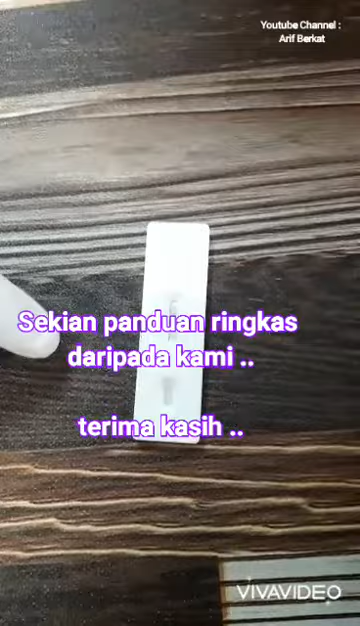 Youtube Channel :
Arif Berkat
Sekian panduan ringkas
daripada kami ..
terima kasih ..
VIVAVIDEO